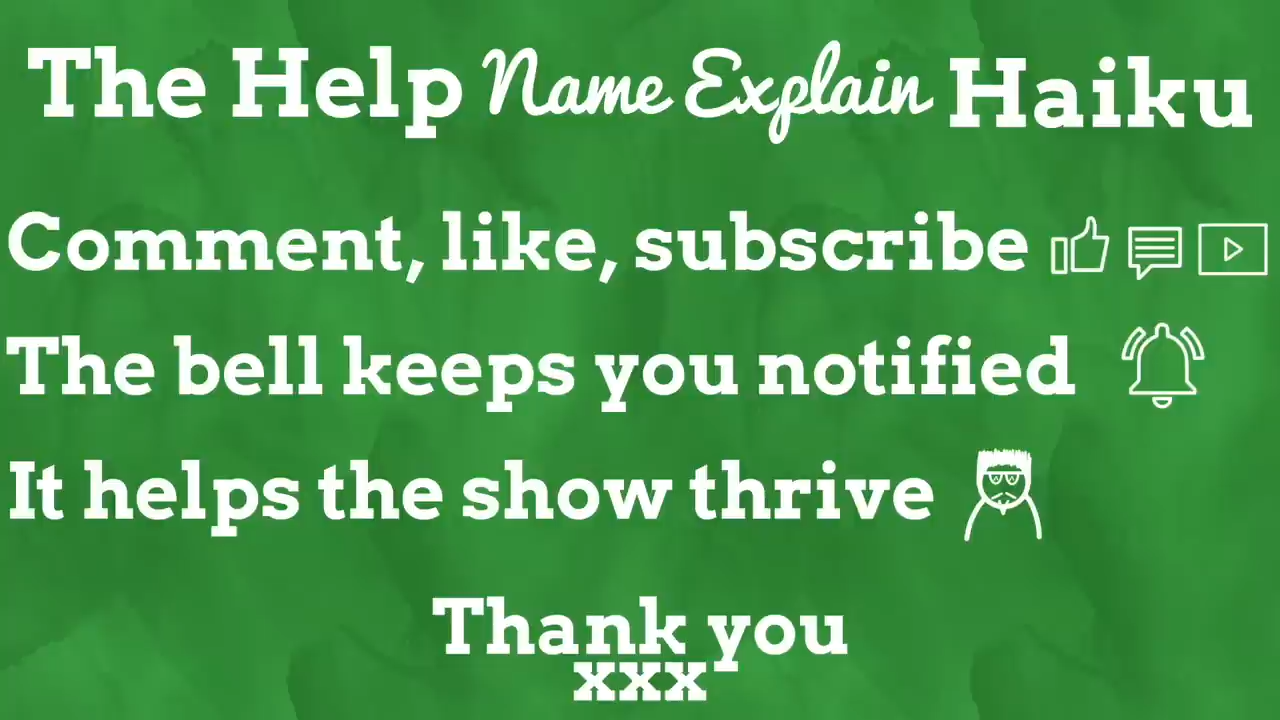 The Help Name Explain Haiku
Comment, like, subscribe
The bell keeps you notified
It helps the show thrive
Thank you
xxx